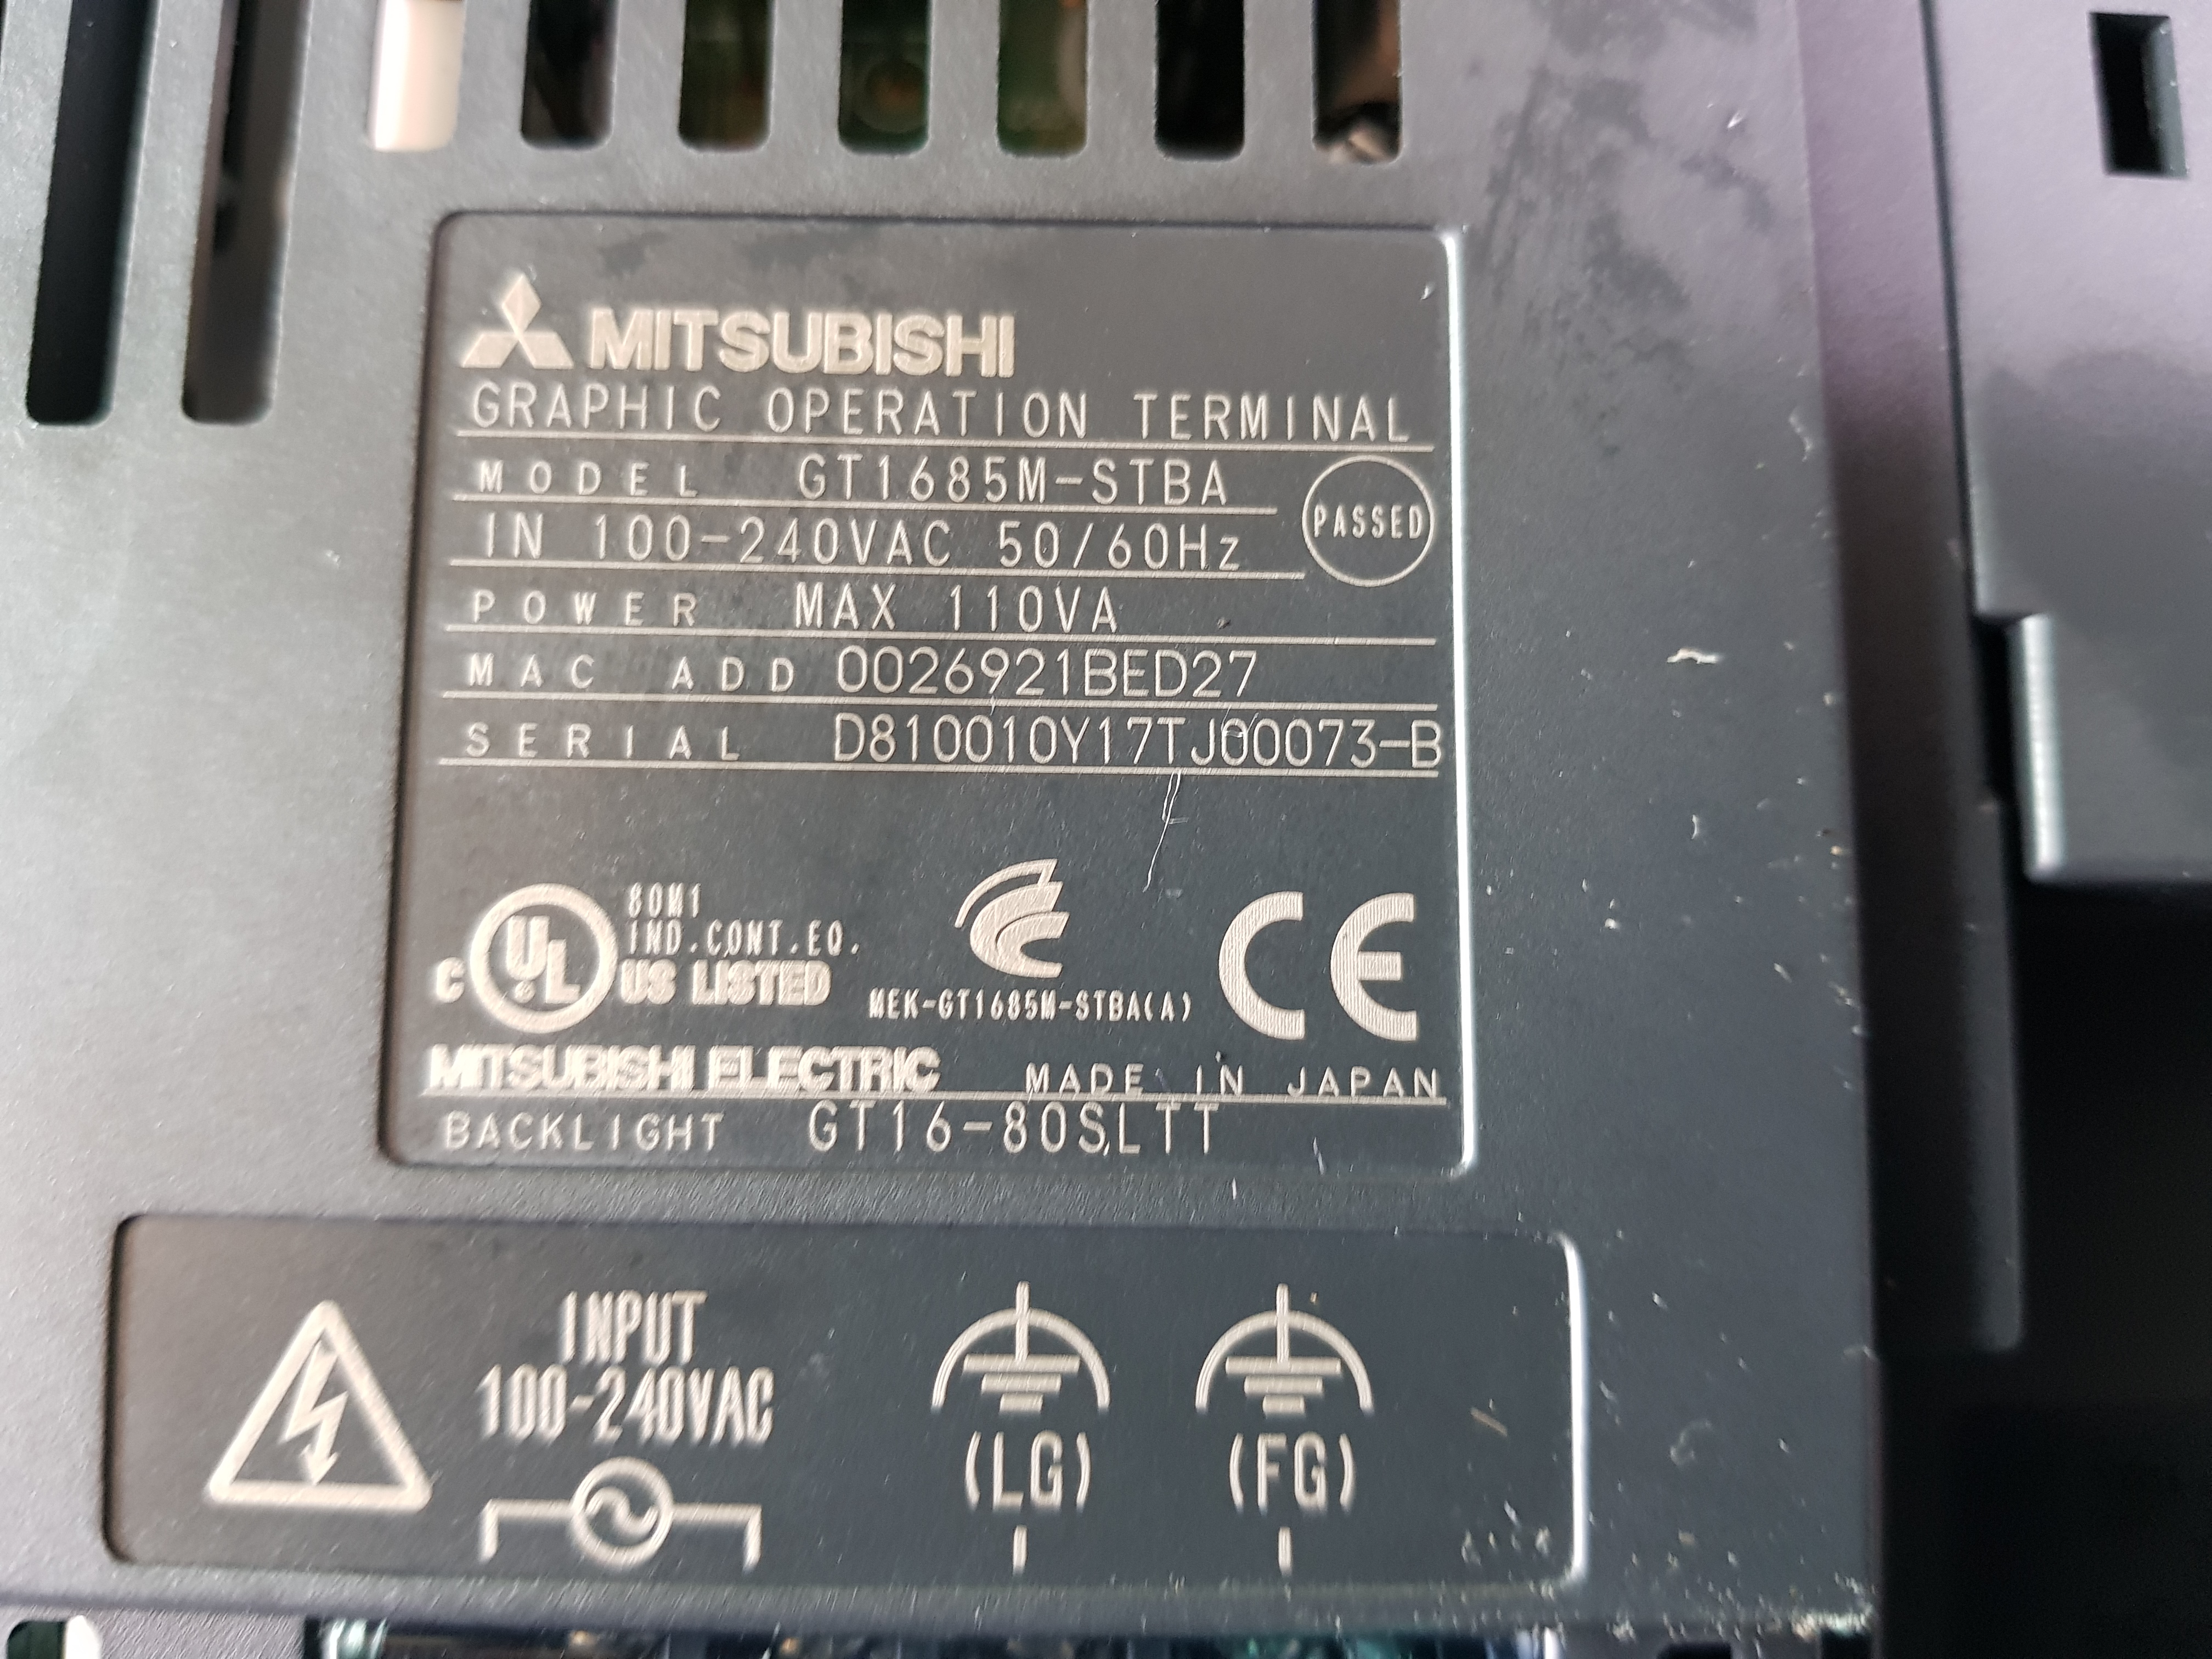 MITSUBISHI
GRAPHIC OPERATION TERMINAL
MODEL GT1685M-STBA
PASSED
IN 100-240VAC 50/60Hz
POWER MAX 110VA
MAC ADD 0026921BED27
SERIAL D810010Y17TJ00073-B
80M1
IND.CONT.EQ.
C UL US LISTED
MEK-GT1685M-STBA(A)
CE
MITSUBISHI ELECTRIC MADE IN JAPAN
BACKLIGHT GT16-80SLTT
INPUT
100-240VAC
(LG) (FG)